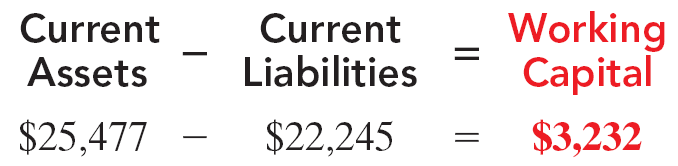 Current Assets − Current Liabilities = Working Capital
$25,477 − $22,245 = $3,232